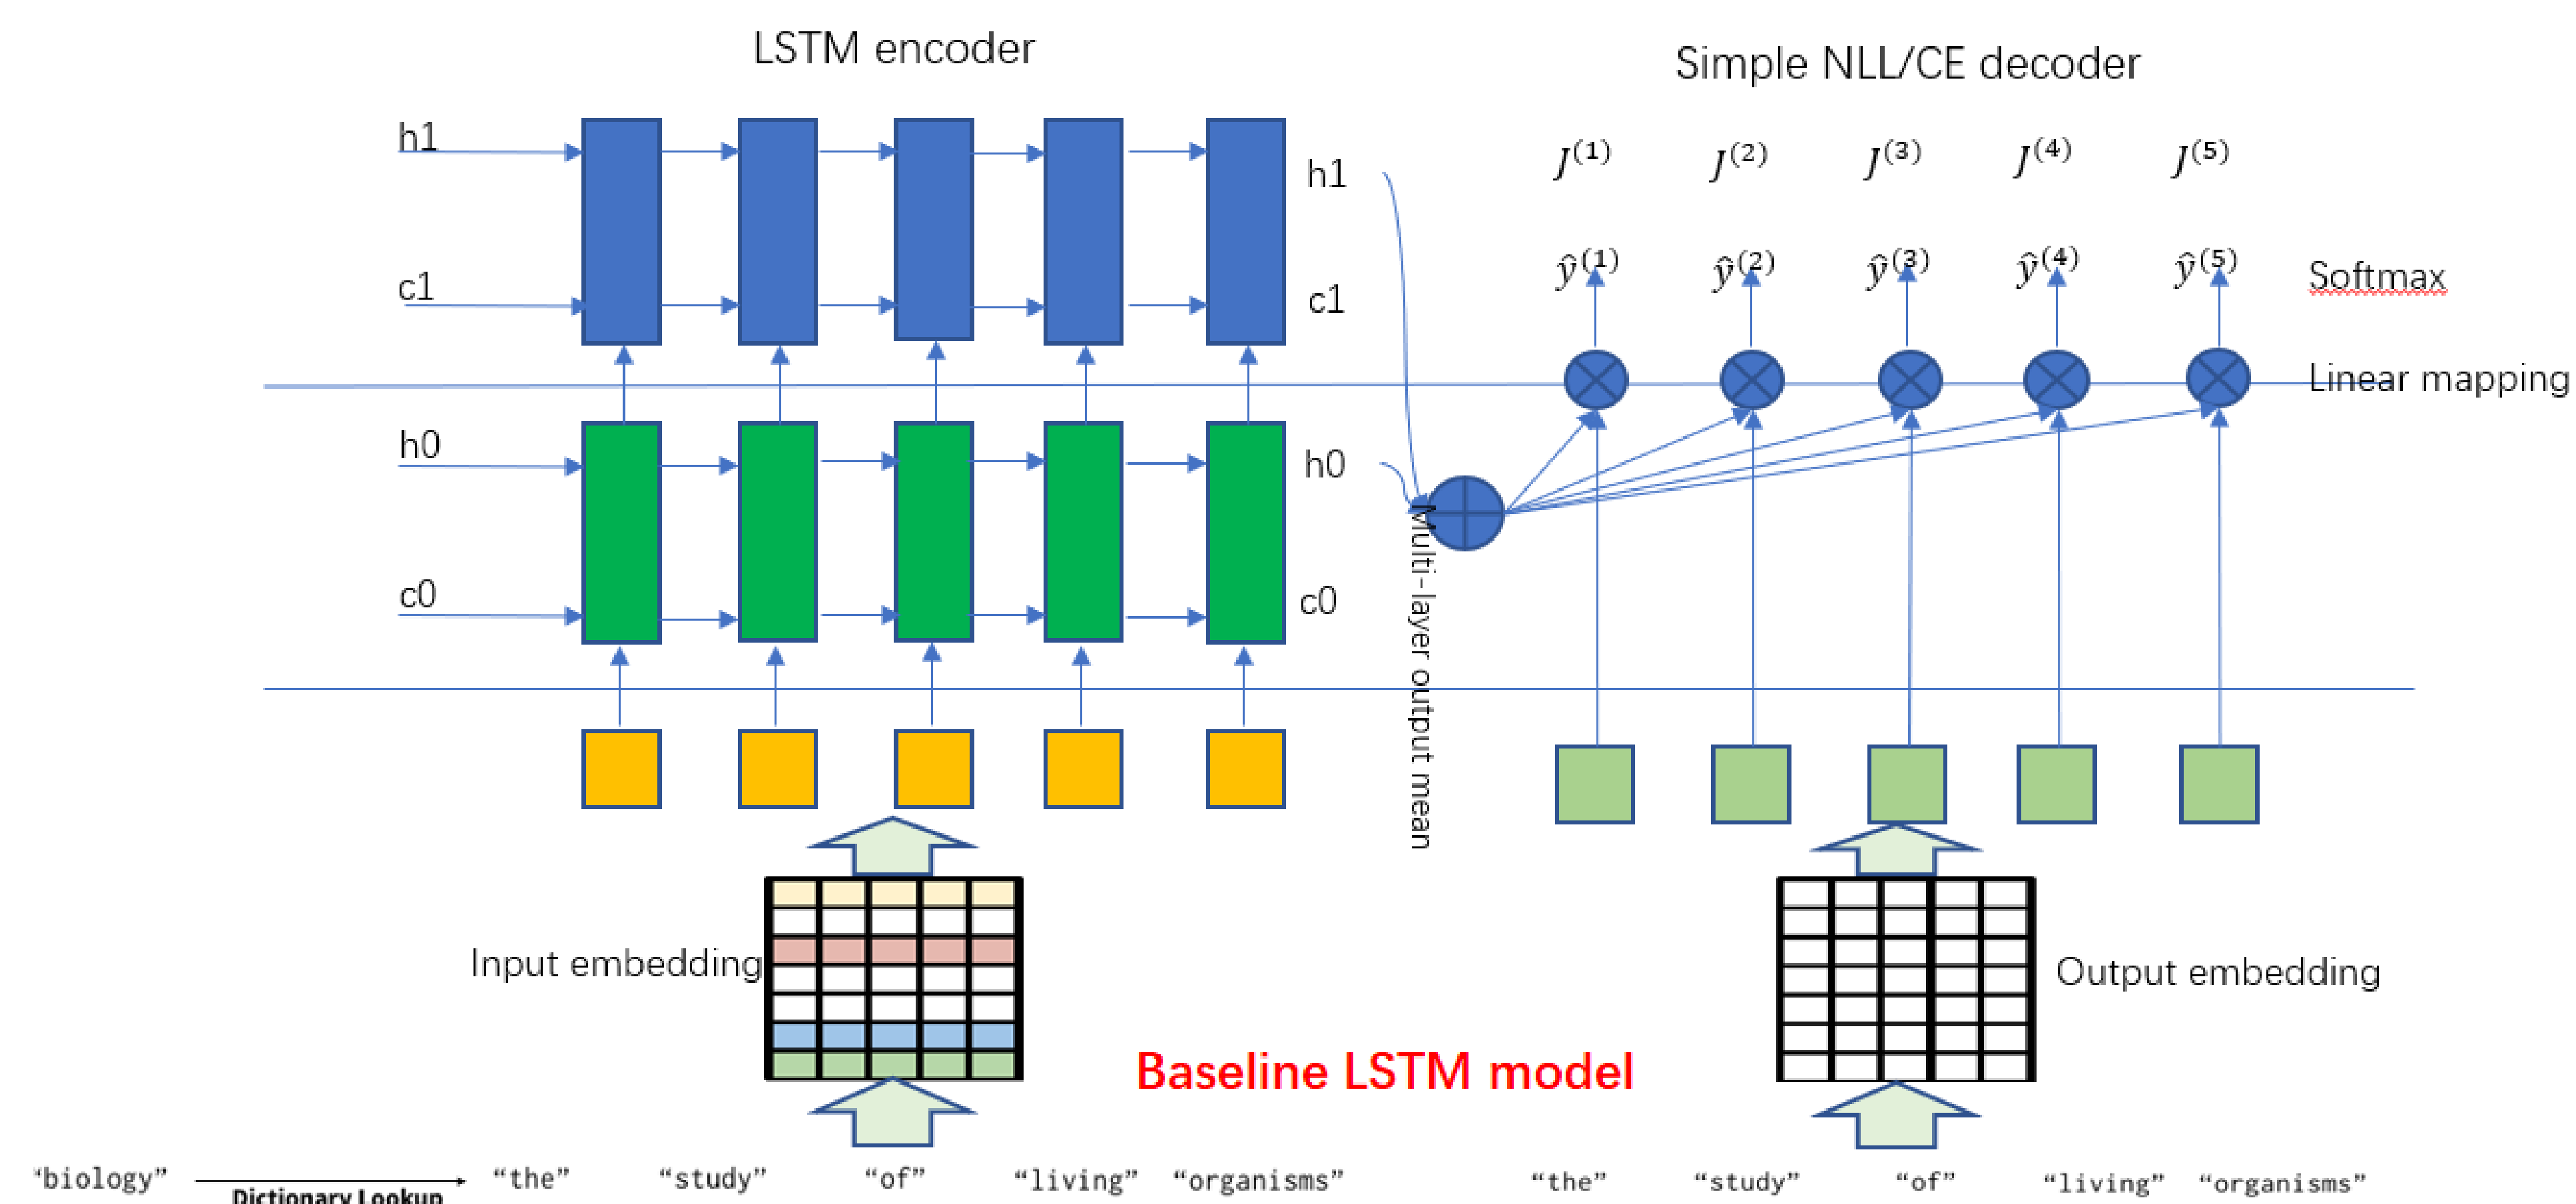 LSTM encoder
Simple NLL/CE decoder
h1
h1
c1
c1
J⁽¹⁾ J⁽²⁾ J⁽³⁾ J⁽⁴⁾ J⁽⁵⁾
ŷ⁽¹⁾ ŷ⁽²⁾ ŷ⁽³⁾ ŷ⁽⁴⁾ ŷ⁽⁵⁾
Softmax
Linear mapping
h0
h0
c0
c0
Multi-layer output mean
Input embedding
Output embedding
Baseline LSTM model
“biology” “the” “study” “of” “living” “organisms”
Dictionary Lookup
“the” “study” “of” “living” “organisms”